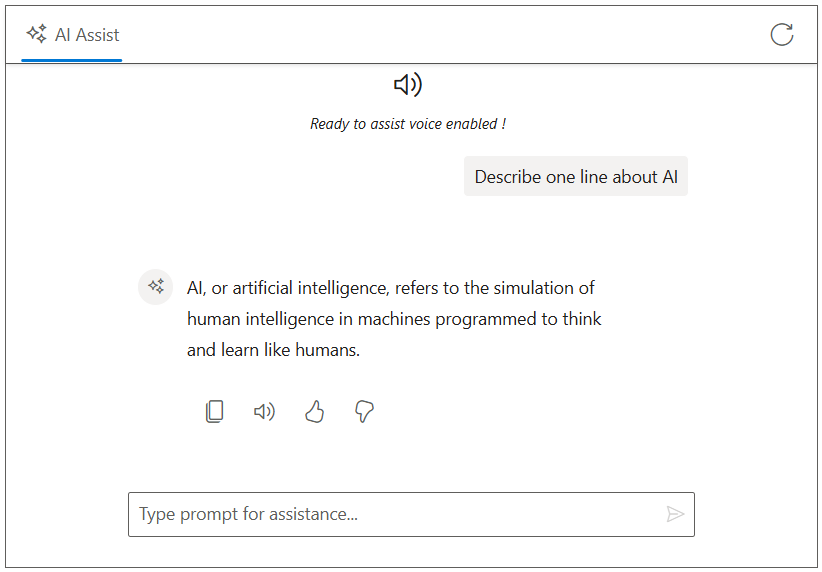 AI Assist
Ready to assist voice enabled !
Describe one line about AI
AI, or artificial intelligence, refers to the simulation of
human intelligence in machines programmed to think
and learn like humans.
Type prompt for assistance...